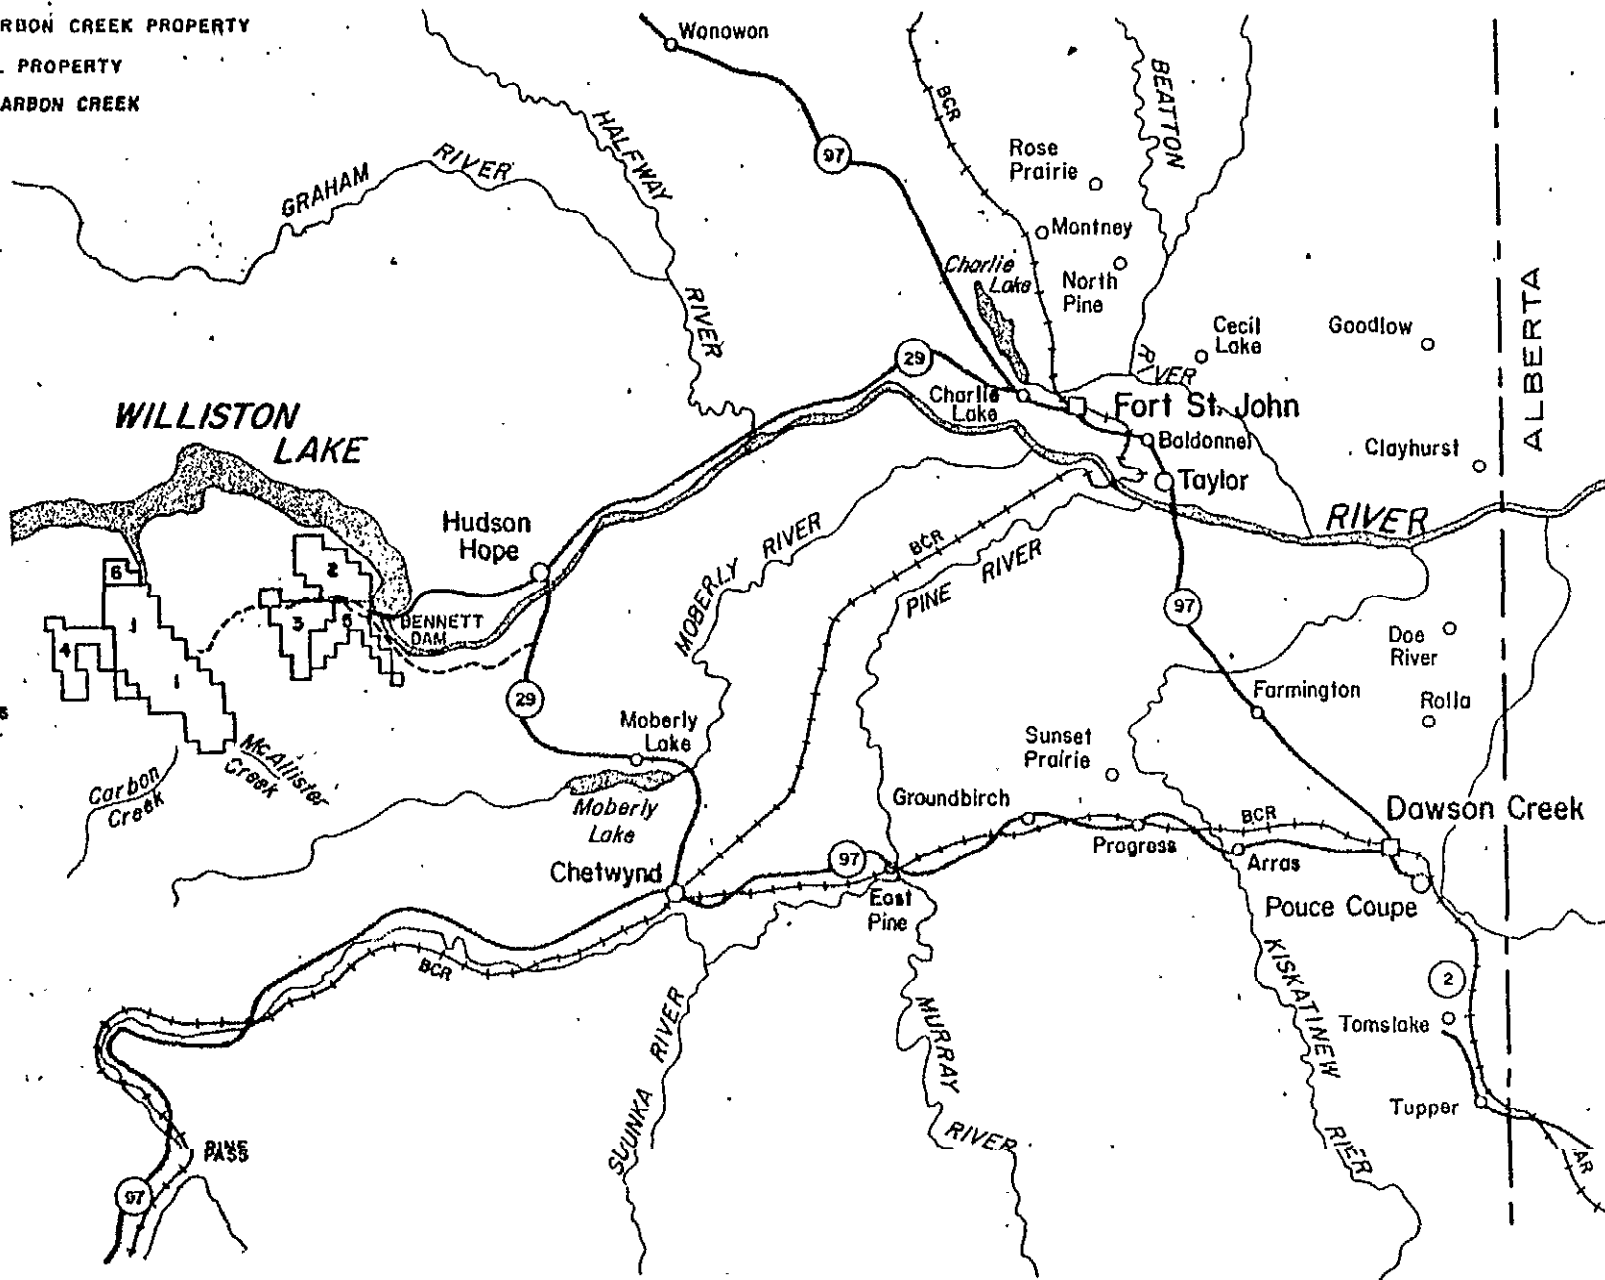 RBON CREEK PROPERTY
L PROPERTY
ARBON CREEK
Wonowon
97
BCR
BEATTON
Rose
Prairie
HALFWAY
GRAHAM
RIVER
Montney
Charlie
Lake
North
Pine
RIVER
Cecil
Lake
Goodlow
ALBERTA
29
RIVER
Charlie
Lake
Fort St. John
WILLISTON
LAKE
Baldonnel
Clayhurst
Taylor
Hudson
Hope
RIVER
MOBERLY RIVER
BCR
PINE RIVER
6
2
1
3
5
4
BENNETT
DAM
97
Doe
River
1
29
Farmington
Rolla
Moberly
Lake
Sunset
Prairie
McAllister
Creek
Carbon
Creek
Moberly
Lake
Groundbirch
BCR
Dawson Creek
Progress
Arras
Chetwynd
97
East
Pine
Pouce Coupe
BCR
KISKATINEW
RIER
2
Tomslake
MURRAY
RIVER
SUUNKA RIVER
Tupper
PINE
PASS
97
AR